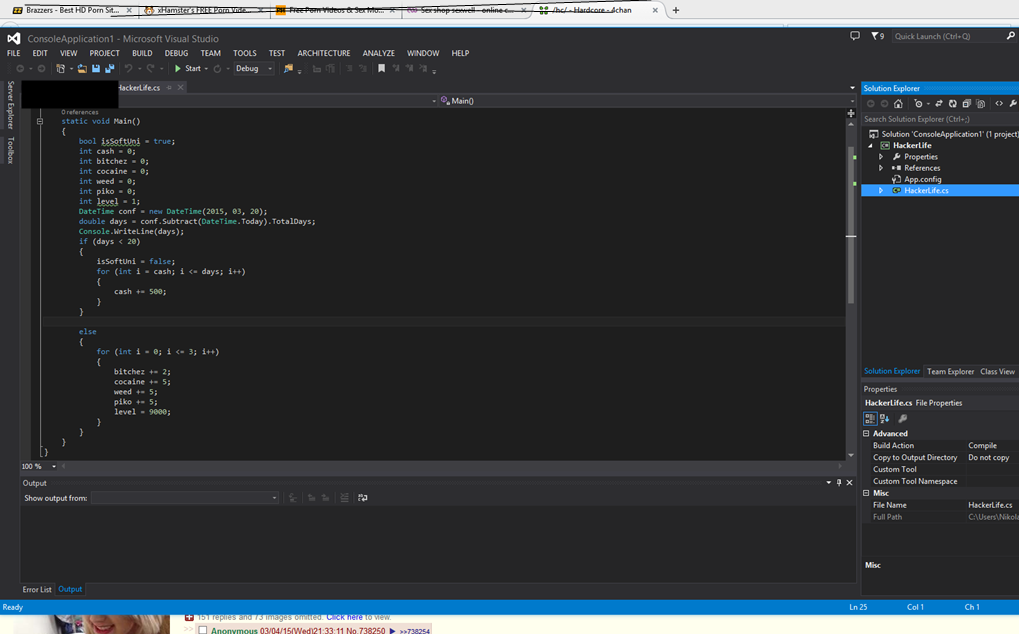 Brazzers - Best HD Porn Sit... × xHamster's FREE Porn Vide... × Free Porn Videos & Sex Mo... × Sex shop sexwell - online c... × /hc/ - Hardcore - 4chan × +
ConsoleApplication1 - Microsoft Visual Studio 9 Quick Launch (Ctrl+Q)
FILE EDIT VIEW PROJECT BUILD DEBUG TEAM TOOLS TEST ARCHITECTURE ANALYZE WINDOW HELP
Start Debug
Server Explorer
Toolbox
HackerLife.cs
Main()
0 references
static void Main()
{
bool isSoftUni = true;
int cash = 0;
int bitchez = 0;
int cocaine = 0;
int weed = 0;
int piko = 0;
int level = 1;
DateTime conf = new DateTime(2015, 03, 20);
double days = conf.Subtract(DateTime.Today).TotalDays;
Console.WriteLine(days);
if (days < 20)
{
isSoftUni = false;
for (int i = cash; i <= days; i++)
{
cash += 500;
}
}
else
{
for (int i = 0; i <= 3; i++)
{
bitchez += 2;
cocaine += 5;
weed += 5;
piko += 5;
level = 9000;
}
}
}
}
100 %
Output
Show output from:
Error List Output
Solution Explorer
Search Solution Explorer (Ctrl+;)
Solution 'ConsoleApplication1' (1 project)
HackerLife
Properties
References
App.config
HackerLife.cs
Solution Explorer Team Explorer Class View
Properties
HackerLife.cs File Properties
Advanced
Build Action Compile
Copy to Output Directory Do not copy
Custom Tool
Custom Tool Namespace
Misc
File Name HackerLife.cs
Full Path C:\Users\Nikola
Misc
Ready Ln 25 Col 1 Ch 1
151 replies and 73 images omitted. Click here to view.
>> Anonymous 03/04/15(Wed)21:33:11 No.738250 ▶ >>738254